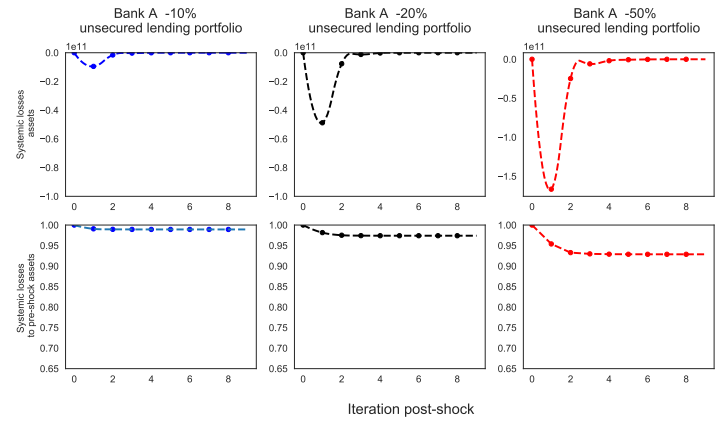 Bank A -10%
unsecured lending portfolio
Bank A -20%
unsecured lending portfolio
Bank A -50%
unsecured lending portfolio
Systemic losses
assets
1e11
0.0
−0.2
−0.4
−0.6
−0.8
−1.0
0 2 4 6 8
1e11
0.0
−0.2
−0.4
−0.6
−0.8
−1.0
0 2 4 6 8
1e11
0.0
−0.5
−1.0
−1.5
0 2 4 6 8
Systemic losses
to pre-shock assets
1.00
0.95
0.90
0.85
0.80
0.75
0.70
0.65
0 2 4 6 8
1.00
0.95
0.90
0.85
0.80
0.75
0.70
0.65
0 2 4 6 8
1.00
0.95
0.90
0.85
0.80
0.75
0.70
0.65
0 2 4 6 8
Iteration post-shock